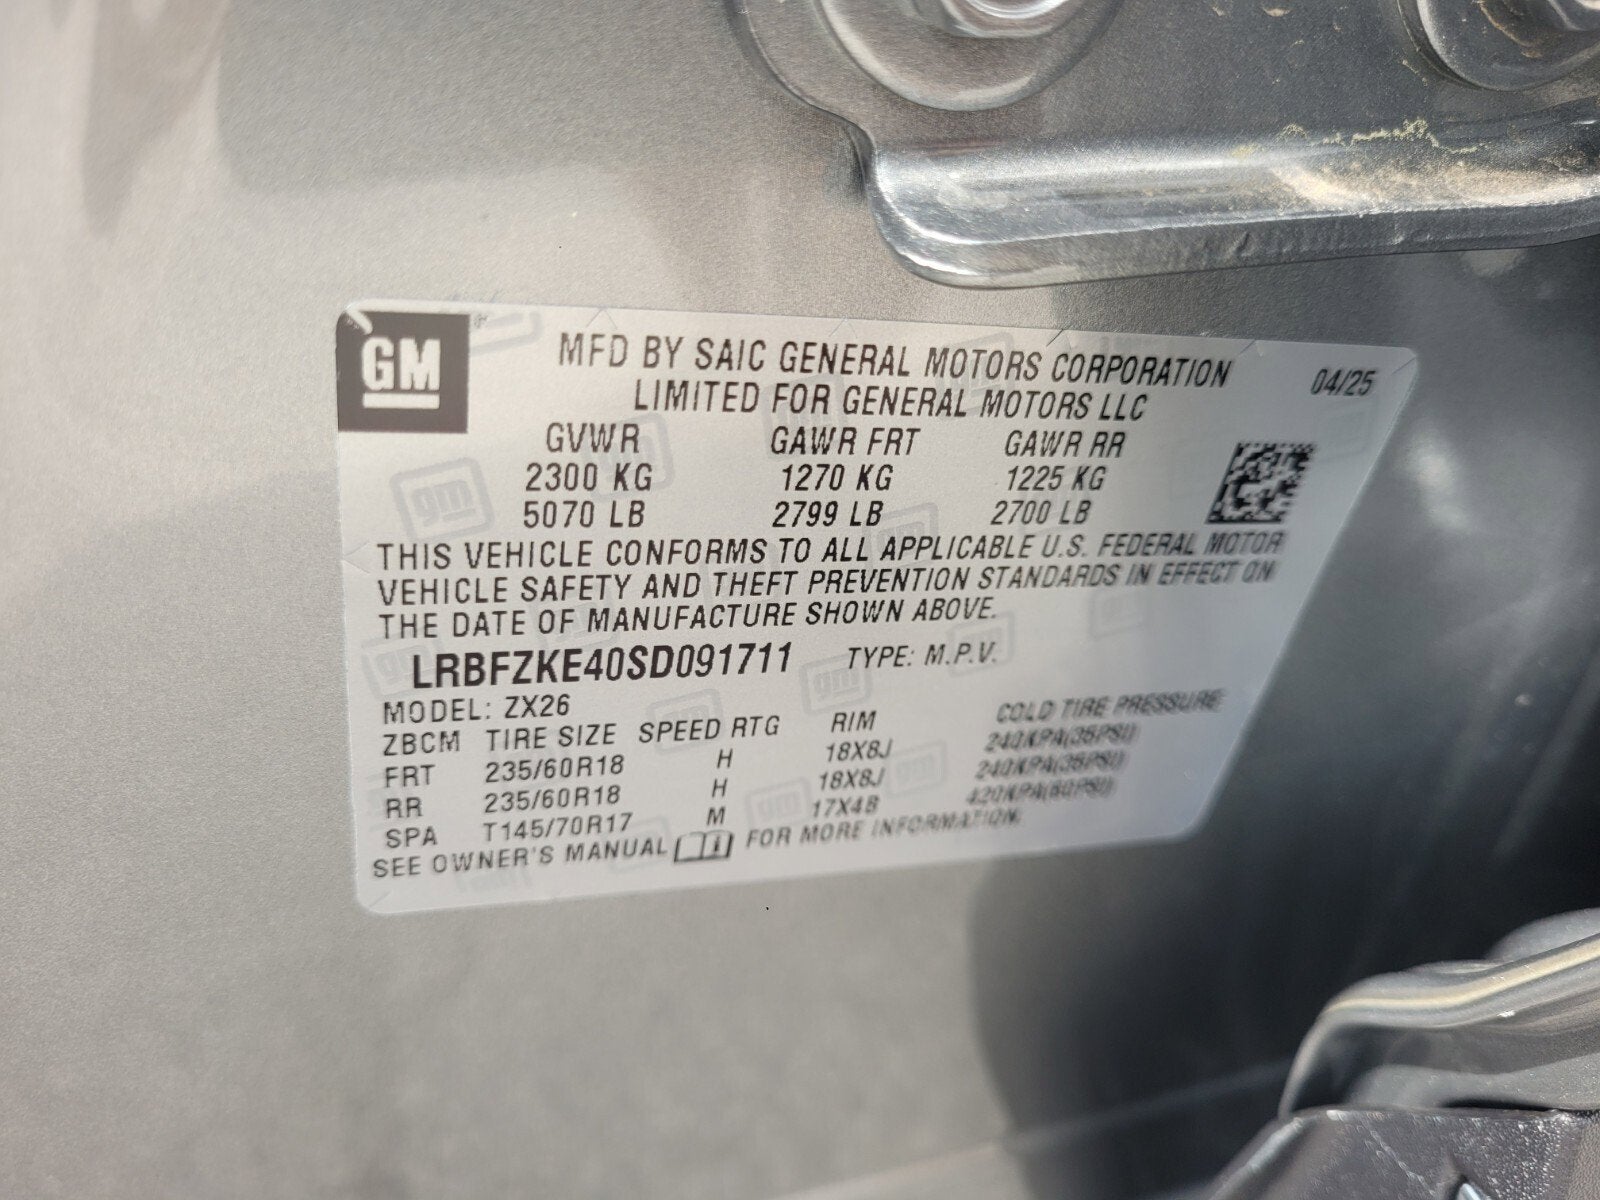 GM
MFD BY SAIC GENERAL MOTORS CORPORATION
LIMITED FOR GENERAL MOTORS LLC
04/25
GVWR GAWR FRT GAWR RR
2300 KG 1270 KG 1225 KG
5070 LB 2799 LB 2700 LB
THIS VEHICLE CONFORMS TO ALL APPLICABLE U.S. FEDERAL MOTOR
VEHICLE SAFETY AND THEFT PREVENTION STANDARDS IN EFFECT ON
THE DATE OF MANUFACTURE SHOWN ABOVE.
LRBFZKE40SD091711 TYPE: M.P.V.
MODEL: ZX26
ZBCM TIRE SIZE SPEED RTG RIM COLD TIRE PRESSURE
FRT 235/60R18 H 18X8J 240KPA(35PSI)
RR 235/60R18 H 18X8J 240KPA(35PSI)
SPA T145/70R17 M 17X4B 420KPA(60PSI)
SEE OWNER'S MANUAL FOR MORE INFORMATION.